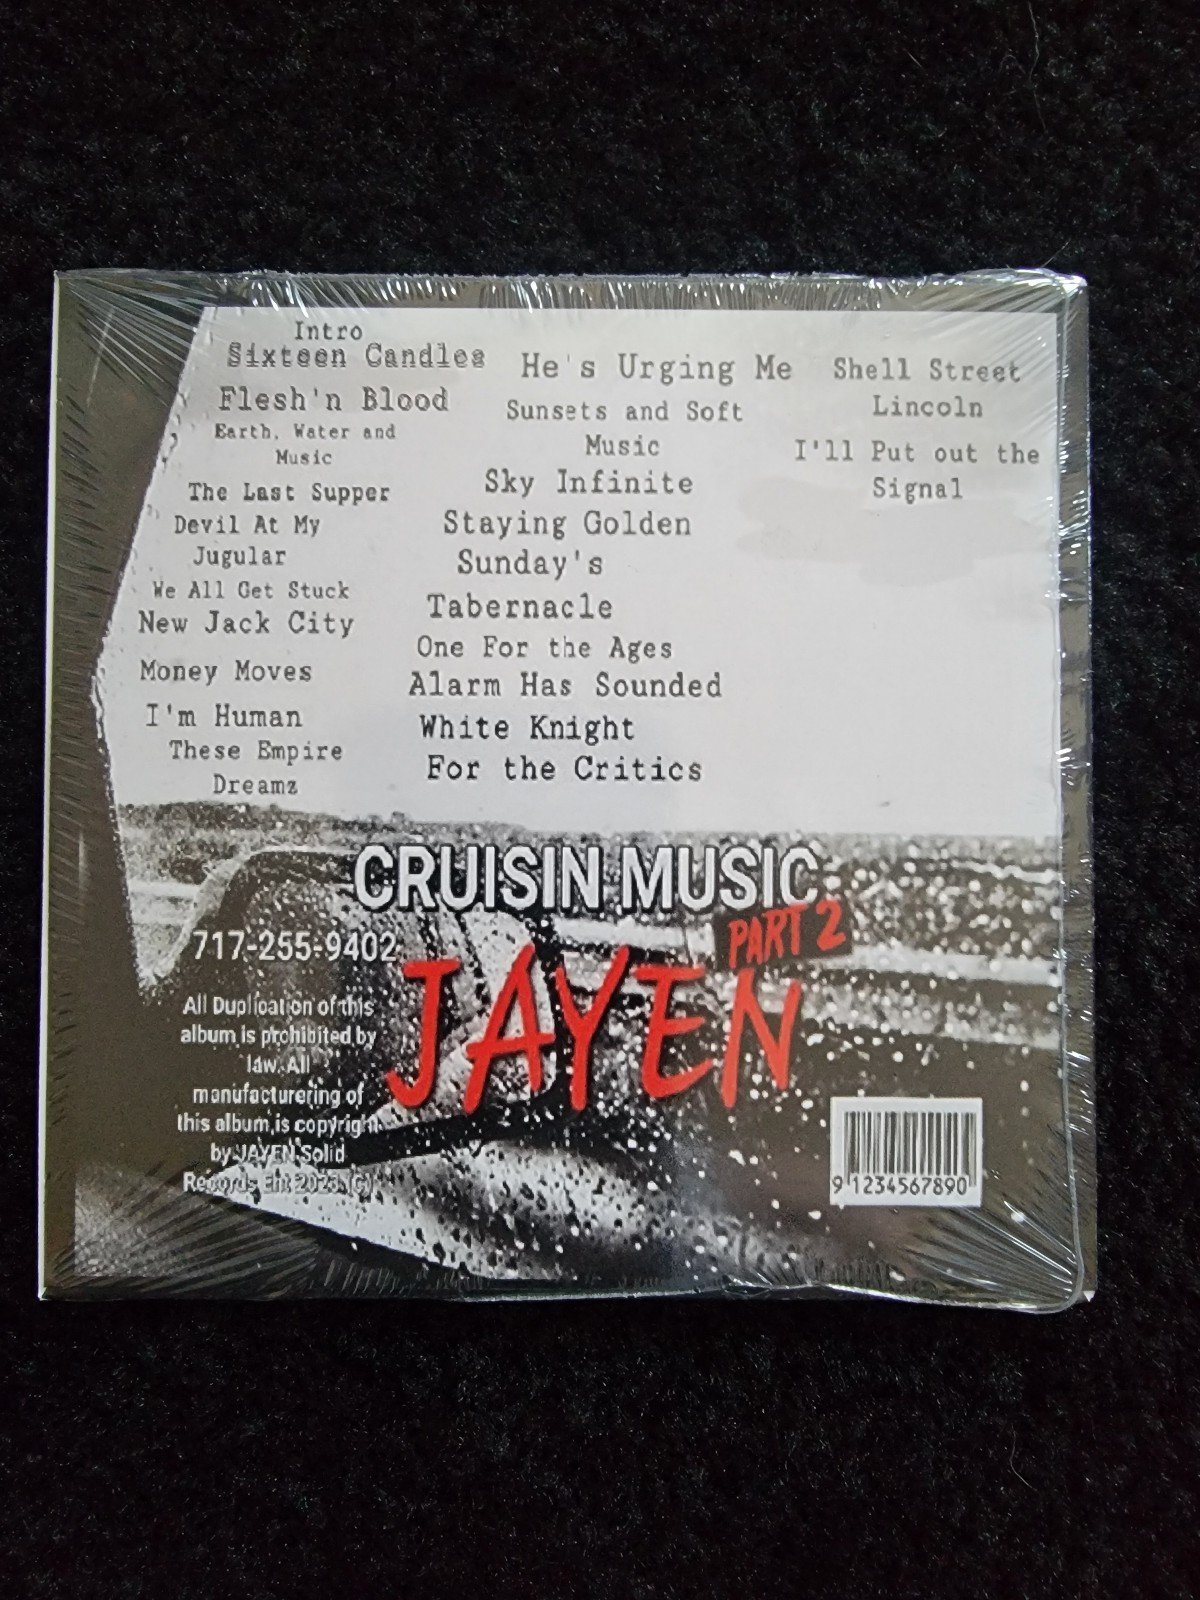 Intro
Sixteen Candles
Flesh'n Blood
Earth, Water and
Music
The Last Supper
Devil At My
Jugular
We All Get Stuck
New Jack City
Money Moves
I'm Human
These Empire
Dreamz
He's Urging Me
Sunsets and Soft
Music
Sky Infinite
Staying Golden
Sunday's
Tabernacle
One For the Ages
Alarm Has Sounded
White Knight
For the Critics
Shell Street
Lincoln
I'll Put out the
Signal
CRUISIN MUSIC
PART 2
JAYEN
717-255-9402
All Duplication of this
album is prohibited by
law. All
manufacturering of
this album is copyright
by JAYEN Solid
Records Ent 2023 (C)
9 1234567890